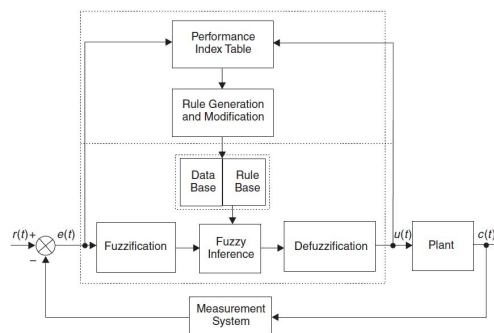 Performance
Index Table
Rule Generation
and Modification
Data
Base
Rule
Base
r(t)+
e(t)
−
Fuzzification
Fuzzy
Inference
Defuzzification
u(t)
Plant
c(t)
Measurement
System